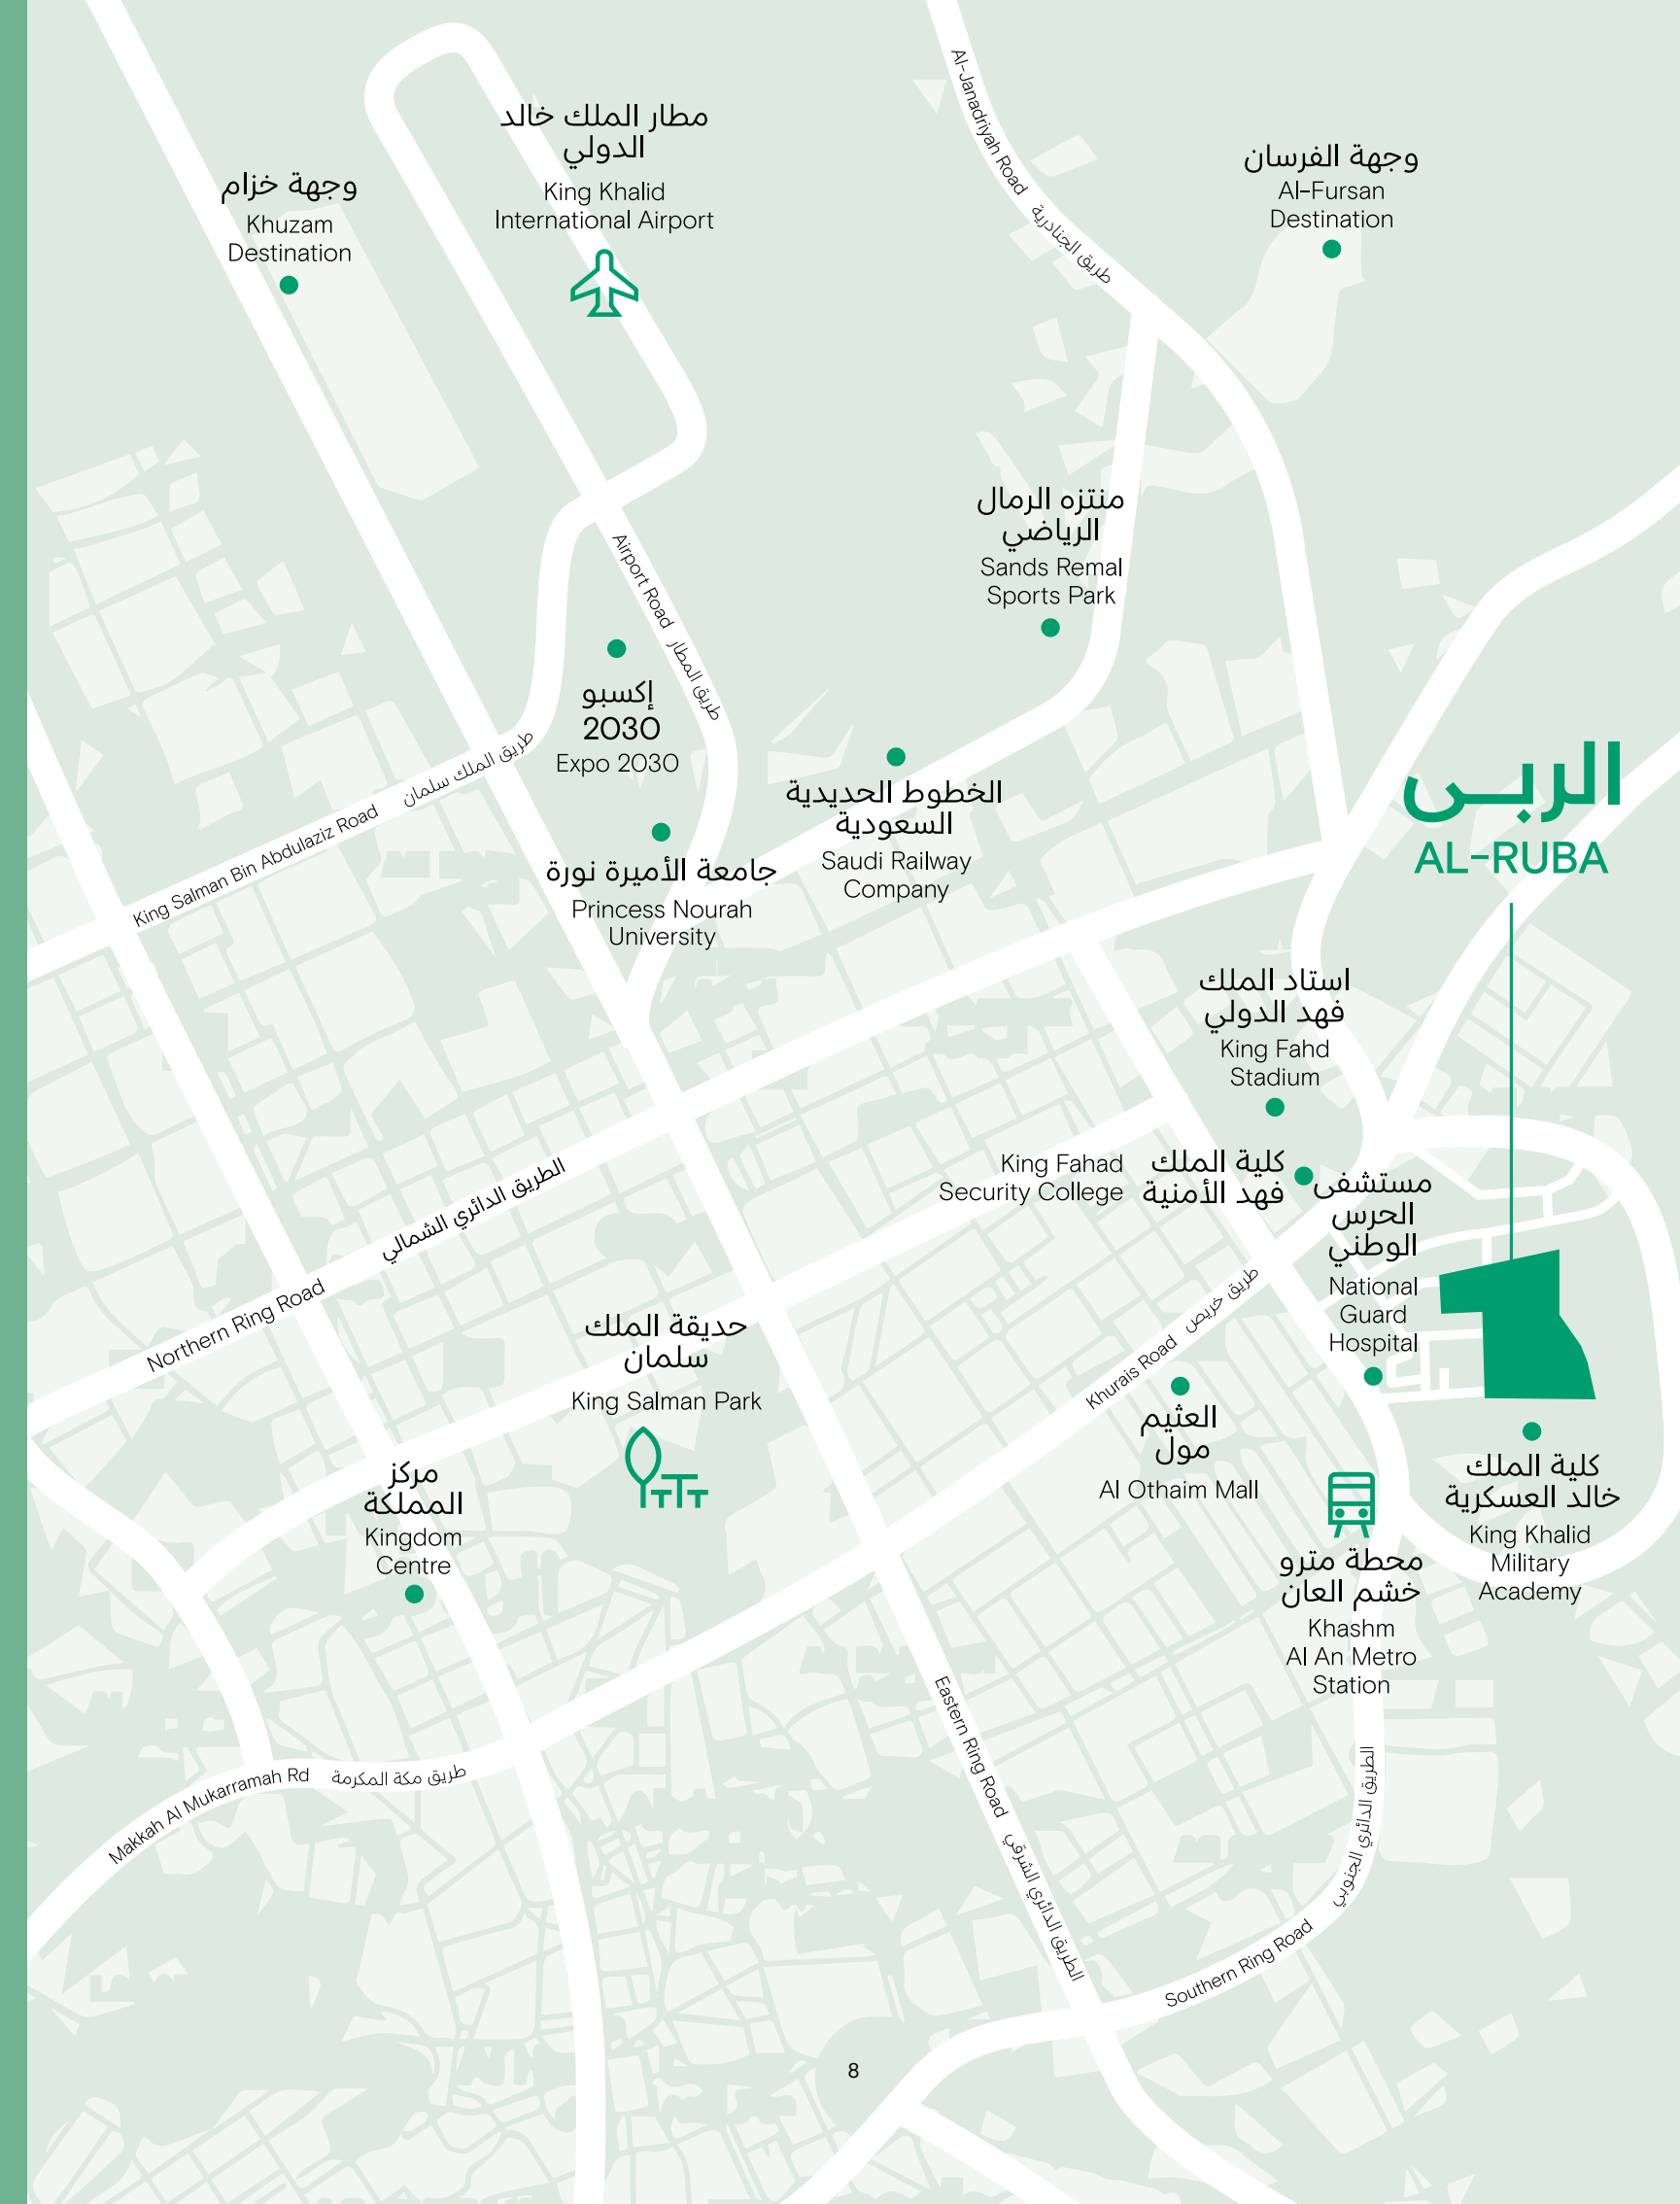 مطار الملك خالد
الدولي
King Khalid
International Airport
وجهة خزام
Khuzam
Destination
Al-Janadriyah Road طريق الجنادرية
وجهة الفرسان
Al-Fursan
Destination
منتزه الرمال
الرياضي
Sands Remal
Sports Park
Airport Road طريق المطار
إكسبو
2030
Expo 2030
King Salman Bin Abdulaziz Road طريق الملك سلمان
الخطوط الحديدية
السعودية
Saudi Railway
Company
جامعة الأميرة نورة
Princess Nourah
University
الربى
AL-RUBA
استاد الملك
فهد الدولي
King Fahd
Stadium
كلية الملك
فهد الأمنية
King Fahad
Security College
مستشفى
الحرس
الوطني
National
Guard
Hospital
Northern Ring Road الطريق الدائري الشمالي
حديقة الملك
سلمان
King Salman Park
Khurais Road طريق خريص
العثيم
مول
Al Othaim Mall
مركز
المملكة
Kingdom
Centre
كلية الملك
خالد العسكرية
King Khalid
Military
Academy
محطة مترو
خشم العان
Khashm
Al An Metro
Station
Makkah Al Mukarramah Rd طريق مكة المكرمة
Eastern Ring Road الطريق الدائري الشرقي
Southern Ring Road الطريق الدائري الجنوبي
8